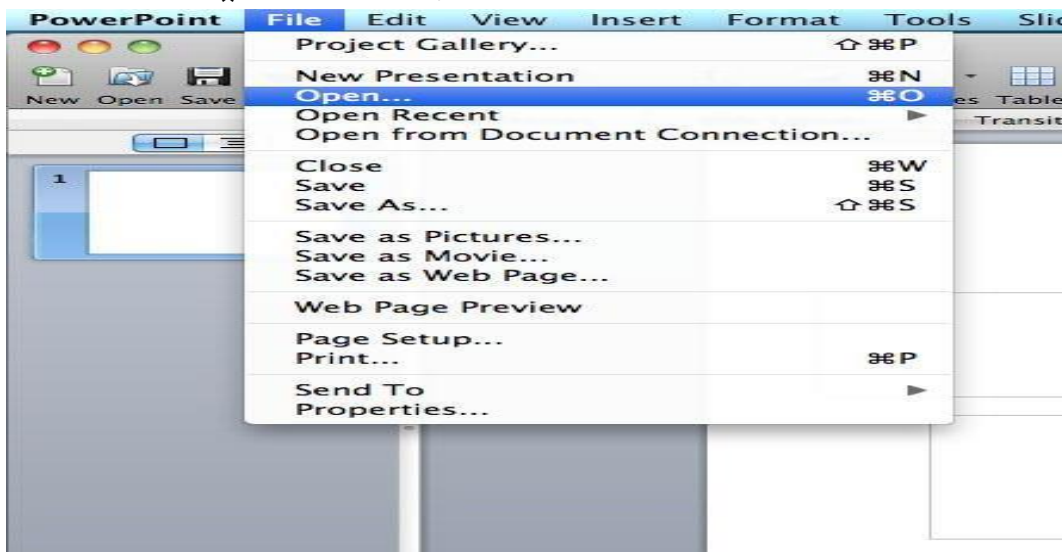 PowerPoint File Edit View Insert Format Tools
Project Gallery... ⇧⌘P
New Presentation ⌘N
Open... ⌘O
Open Recent ▶
Open from Document Connection...
Close ⌘W
Save ⌘S
Save As... ⇧⌘S
Save as Pictures...
Save as Movie...
Save as Web Page...
Web Page Preview
Page Setup...
Print... ⌘P
Send To ▶
Properties...
New Open Save
Table
1